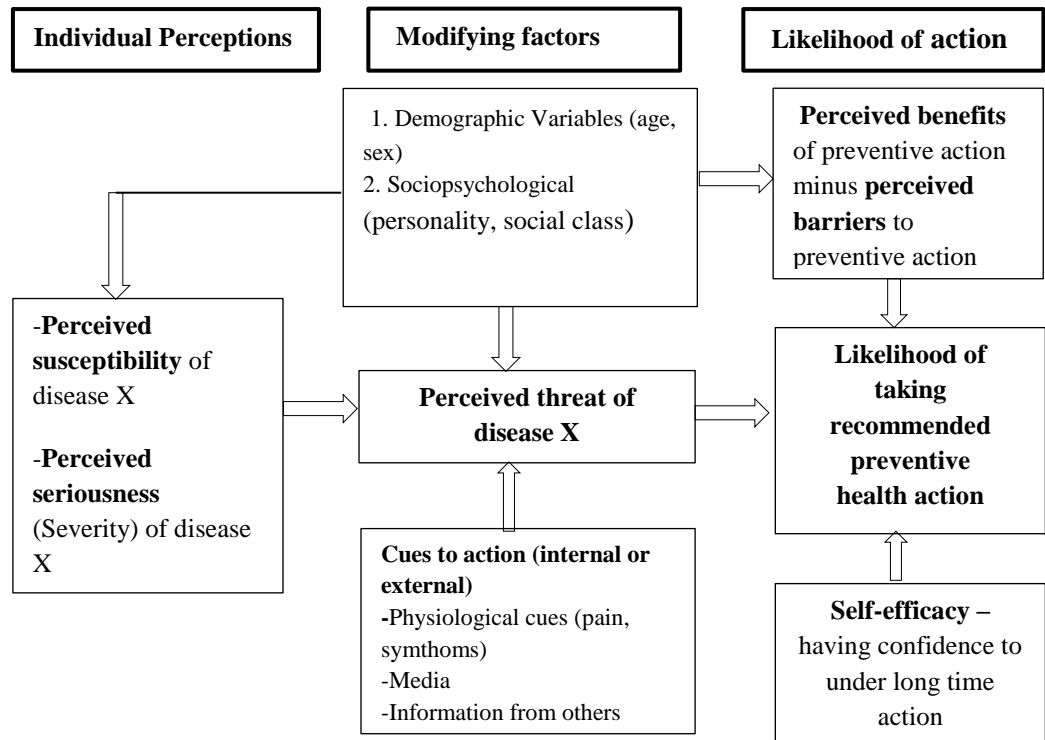 Individual Perceptions
Modifying factors
Likelihood of action
1. Demographic Variables (age,
sex)
2. Sociopsychological
(personality, social class)
Perceived benefits
of preventive action
minus perceived
barriers to
preventive action
-Perceived
susceptibility of
disease X
-Perceived
seriousness
(Severity) of disease
X
Perceived threat of
disease X
Likelihood of
taking
recommended
preventive
health action
Cues to action (internal or
external)
-Physiological cues (pain,
symthoms)
-Media
-Information from others
Self-efficacy –
having confidence to
under long time
action